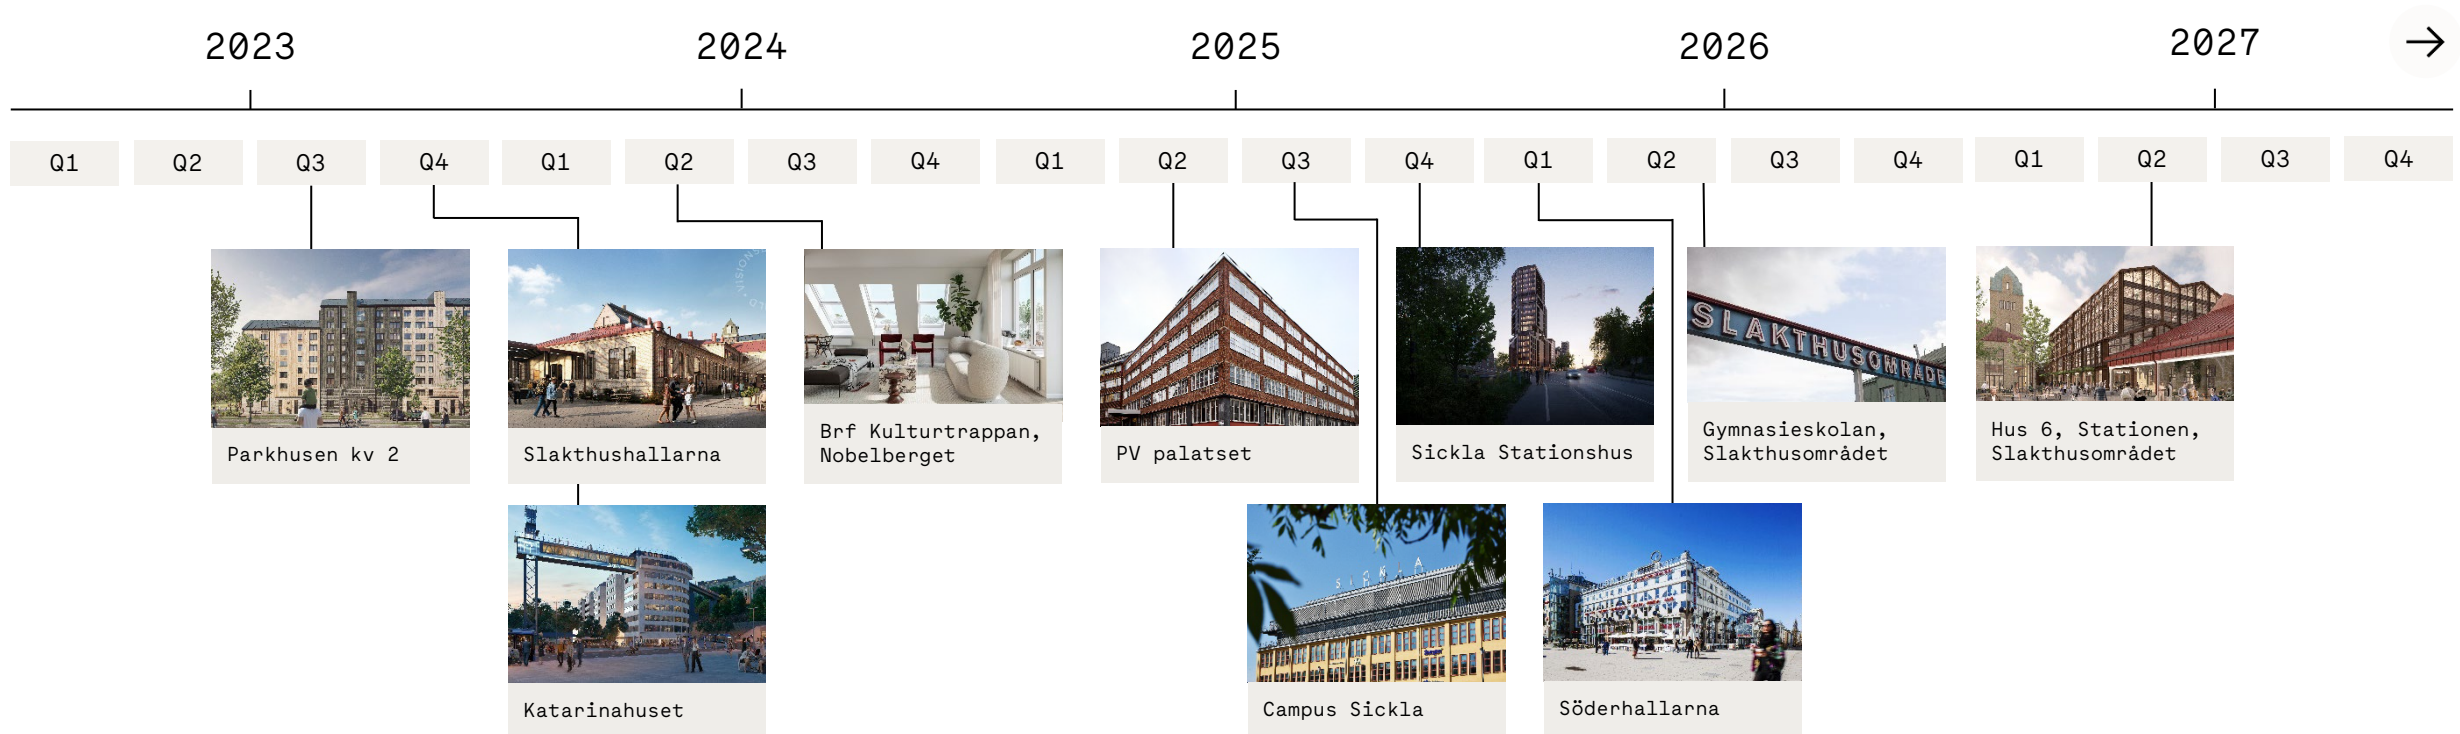 2023
2024
2025
2026
2027
Q1
Q2
Q3
Q4
Q1
Q2
Q3
Q4
Q1
Q2
Q3
Q4
Q1
Q2
Q3
Q4
Q1
Q2
Q3
Q4
SLAKTHUSOMRÅDE
Parkhusen kv 2
Slakthushallarna
Brf Kulturtrappan,
Nobelberget
PV palatset
Sickla Stationshus
Gymnasieskolan,
Slakthusområdet
Hus 6, Stationen,
Slakthusområdet
SICKLA
Katarinahuset
Campus Sickla
Söderhallarna